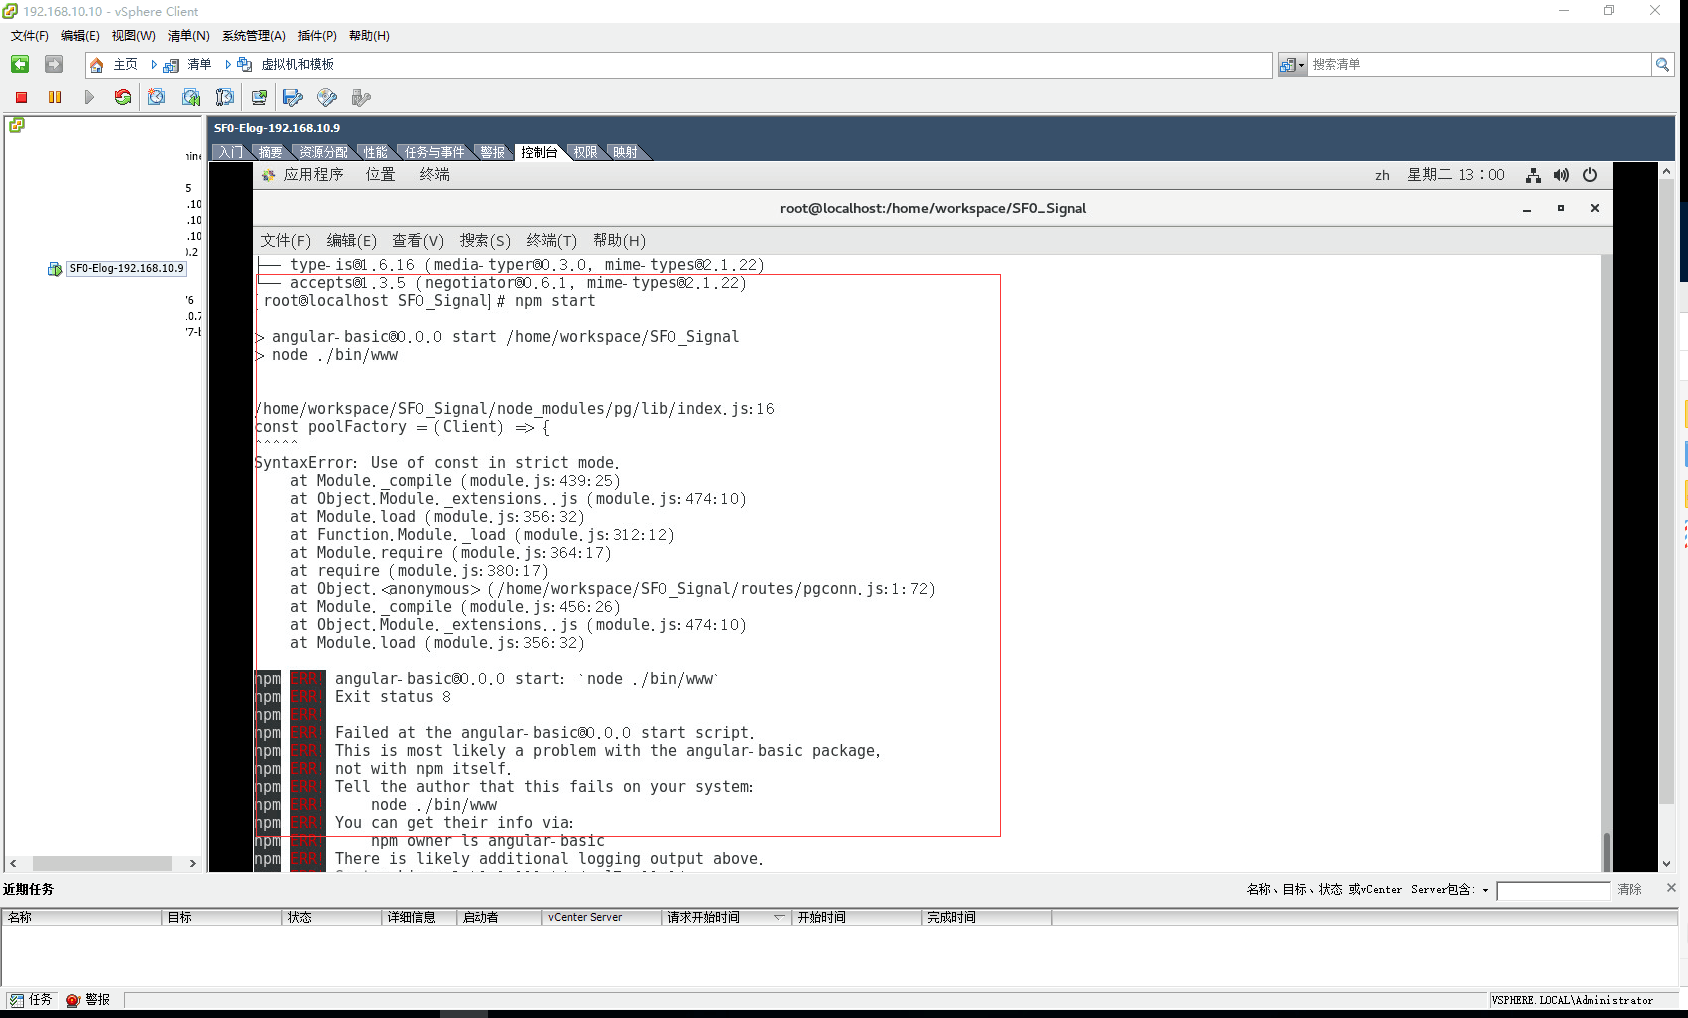 192.168.10.10 - vSphere Client
文件(F) 编辑(E) 视图(W) 清单(N) 系统管理(A) 插件(P) 帮助(H)
主页 清单 虚拟机和模板
搜索清单
SF0-Elog-192.168.10.9
入门 摘要 资源分配 性能 任务与事件 警报 控制台 权限 映射
5
.10
.10
.10
).2
SF0-Elog-192.168.10.9
'6
.0.7
'7-b
应用程序 位置 终端
zh 星期二 13：00
root@localhost:/home/workspace/SF0_Signal
文件(F) 编辑(E) 查看(V) 搜索(S) 终端(T) 帮助(H)
├── type-is@1.6.16 (media-typer@0.3.0, mime-types@2.1.22)
└── accepts@1.3.5 (negotiator@0.6.1, mime-types@2.1.22)
[root@localhost SF0_Signal]# npm start
> angular-basic@0.0.0 start /home/workspace/SF0_Signal
> node ./bin/www
/home/workspace/SF0_Signal/node_modules/pg/lib/index.js:16
const poolFactory = (Client) => {
^^^^^
SyntaxError: Use of const in strict mode.
at Module._compile (module.js:439:25)
at Object.Module._extensions..js (module.js:474:10)
at Module.load (module.js:356:32)
at Function.Module._load (module.js:312:12)
at Module.require (module.js:364:17)
at require (module.js:380:17)
at Object.<anonymous> (/home/workspace/SF0_Signal/routes/pgconn.js:1:72)
at Module._compile (module.js:456:26)
at Object.Module._extensions..js (module.js:474:10)
at Module.load (module.js:356:32)
npm ERR! angular-basic@0.0.0 start: `node ./bin/www`
npm ERR! Exit status 8
npm ERR!
npm ERR! Failed at the angular-basic@0.0.0 start script.
npm ERR! This is most likely a problem with the angular-basic package,
npm ERR! not with npm itself.
npm ERR! Tell the author that this fails on your system:
npm ERR! node ./bin/www
npm ERR! You can get their info via:
npm ERR! npm owner ls angular-basic
npm ERR! There is likely additional logging output above.
近期任务
名称、目标、状态 或vCenter Server包含: 清除
名称 目标 状态 详细信息 启动者 vCenter Server 请求开始时间 开始时间 完成时间
任务 警报
VSPHERE.LOCAL\Administrator